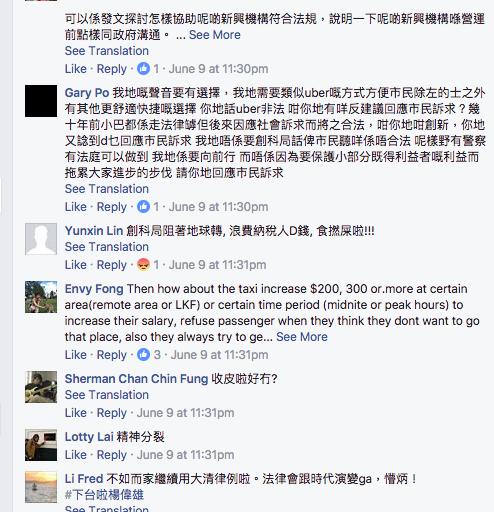 可以係發文探討怎樣協助呢啲新興機構符合法規，說明一下呢啲新興機構喺營運
前點樣同政府溝通。 ... See More
See Translation
Like · Reply · 1 · June 9 at 11:30pm
Gary Po 我地嘅聲音要有選擇，我地需要類似uber嘅方式方便市民除左的士之外
有其他更舒適快捷嘅選擇 你地話uber非法 咁你地有咩反建議回應市民訴求？幾
十年前小巴都係走法律罅但後來因應社會訴求而將之合法，咁你地咁創新，你地
又諗到d乜回應市民訴求 我地唔係要創科局話俾市民聽乜嘢係唔合法 呢樣野有警察
有法庭可以做到 我地係要向前行 而唔係因為要保護小部分既得利益者嘅利益而
拖累大家進步的步伐 請你地回應市民訴求
See Translation
Like · Reply · 1 · June 9 at 11:30pm
Yunxin Lin 創科局阻著地球轉, 浪費納稅人D錢, 食撚屎啦!!!
See Translation
Like · Reply · 1 · June 9 at 11:31pm
Envy Fong Then how about the taxi increase $200, 300 or.more at certain
area(remote area or LKF) or certain time period (midnite or peak hours) to
increase their salary, refuse passenger when they think they dont want to go
that place, also they always try to ge... See More
Like · Reply · 3 · June 9 at 11:31pm
Sherman Chan Chin Fung 收皮啦好冇?
See Translation
Like · Reply · June 9 at 11:31pm
Lotty Lai 精神分裂
Like · Reply · June 9 at 11:31pm
Li Fred 不如而家繼續用大清律例啦。法律會跟時代演變ga，懵炳！
#下台啦楊偉雄
See Translation